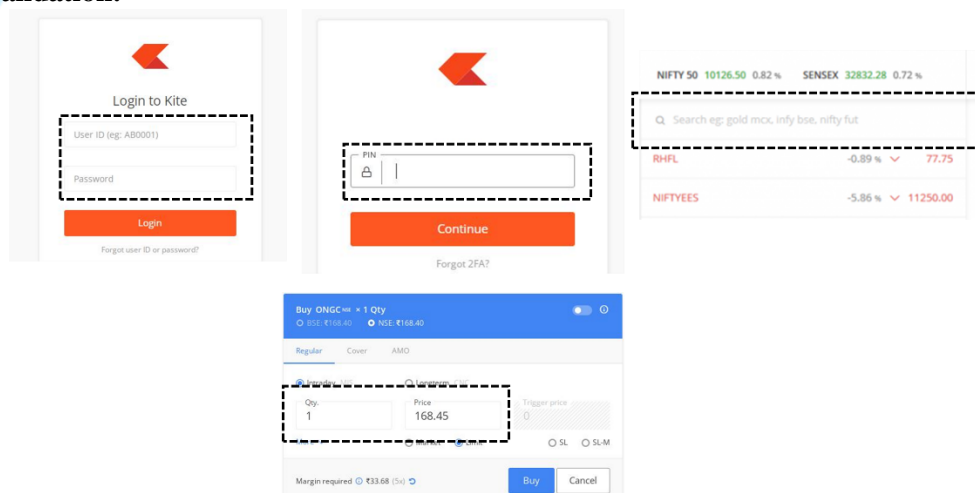 Login to Kite
User ID (eg: AB0001)
Password
Login
Forgot user ID or password?
PIN
Continue
Forgot 2FA?
NIFTY 50 10126.50 0.82 % SENSEX 32832.28 0.72 %
Search eg: gold mcx, infy bse, nifty fut
RHFL -0.89 % 77.75
NIFTYEES -5.86 % 11250.00
Buy ONGC NSE × 1 Qty
BSE: ₹168.40 NSE: ₹168.40
Regular Cover AMO
Intraday Longterm
Qty. Price Trigger price
1 168.45 0
Market Limit SL SL-M
Margin required ₹33.68 (5x) Buy Cancel